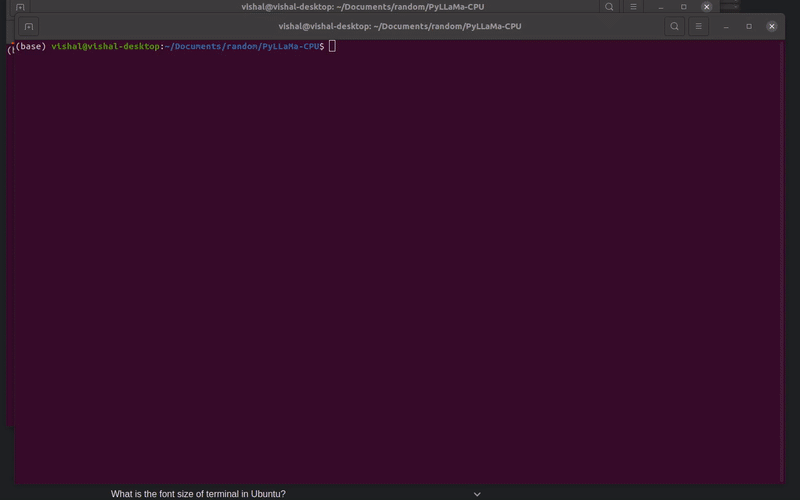 vishal@vishal-desktop: ~/Documents/random/PyLLaMa-CPU
vishal@vishal-desktop: ~/Documents/random/PyLLaMa-CPU
(base) vishal@vishal-desktop:~/Documents/random/PyLLaMa-CPU$
What is the font size of terminal in Ubuntu?